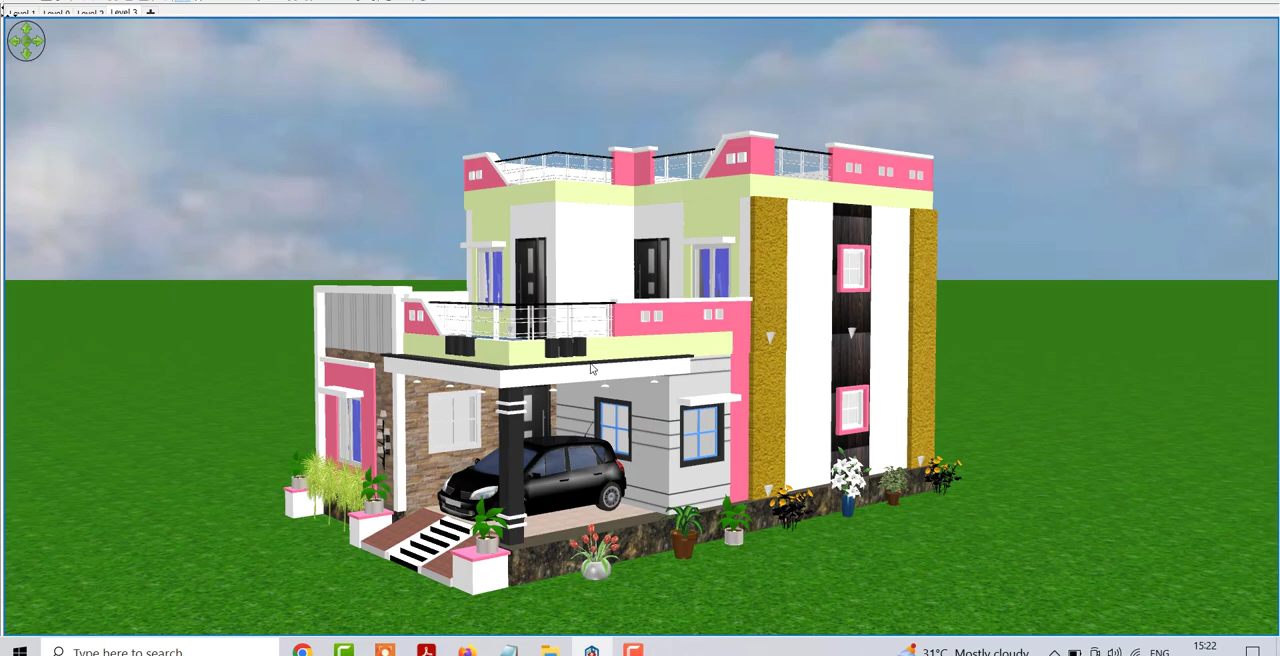 Level 1 Level 0 Level 2 Level 3
Type here to search
31°C Mostly cloudy
ENG
15:22